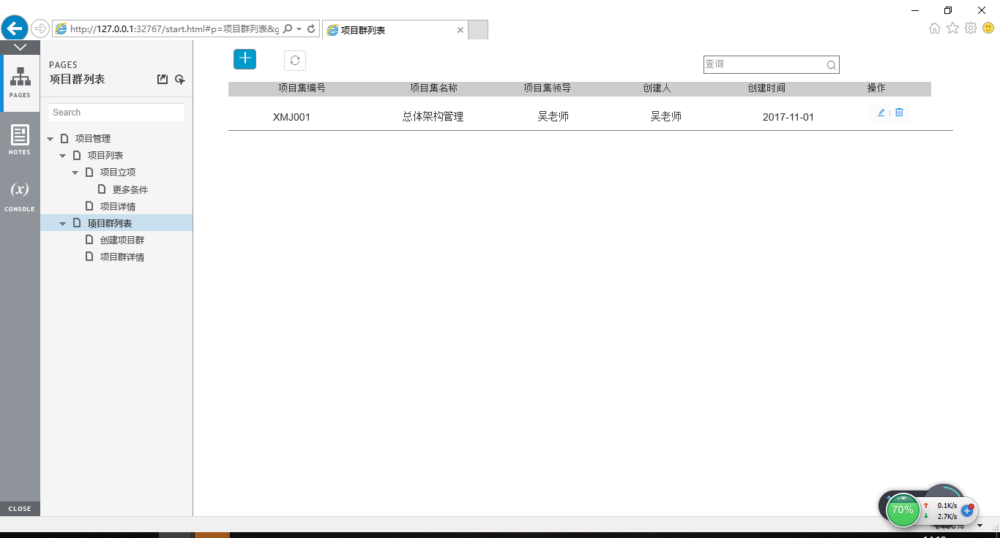 http://127.0.0.1:32767/start.html#p=项目群列表&g
项目群列表
PAGES
项目群列表
PAGES
Search
NOTES
(x)
CONSOLE
项目管理
项目列表
项目立项
更多条件
项目详情
项目群列表
创建项目群
项目群详情
CLOSE
查询
项目集编号 项目集名称 项目集领导 创建人 创建时间 操作
XMJ001 总体架构管理 吴老师 吴老师 2017-11-01
70%
0.1K/s
2.7K/s
100%